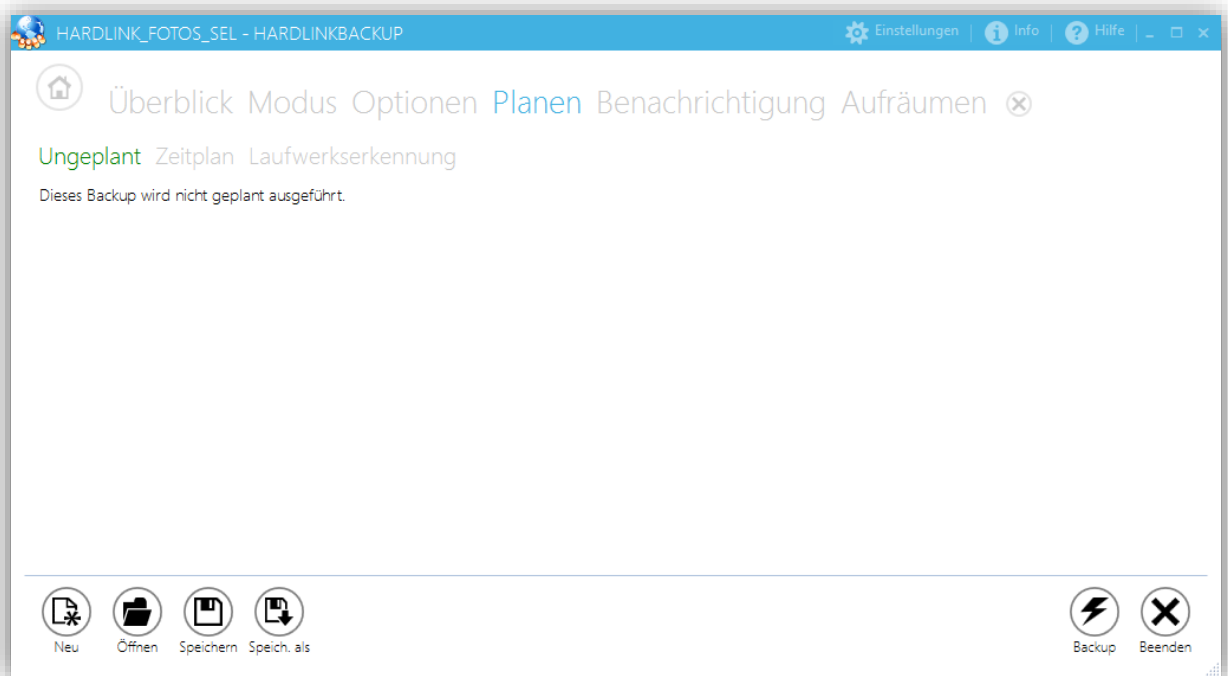 HARDLINK_FOTOS_SEL - HARDLINKBACKUP Einstellungen | Info | Hilfe |
Überblick Modus Optionen Planen Benachrichtigung Aufräumen
Ungeplant Zeitplan Laufwerkserkennung
Dieses Backup wird nicht geplant ausgeführt.
Neu Öffnen Speichern Speich. als Backup Beenden